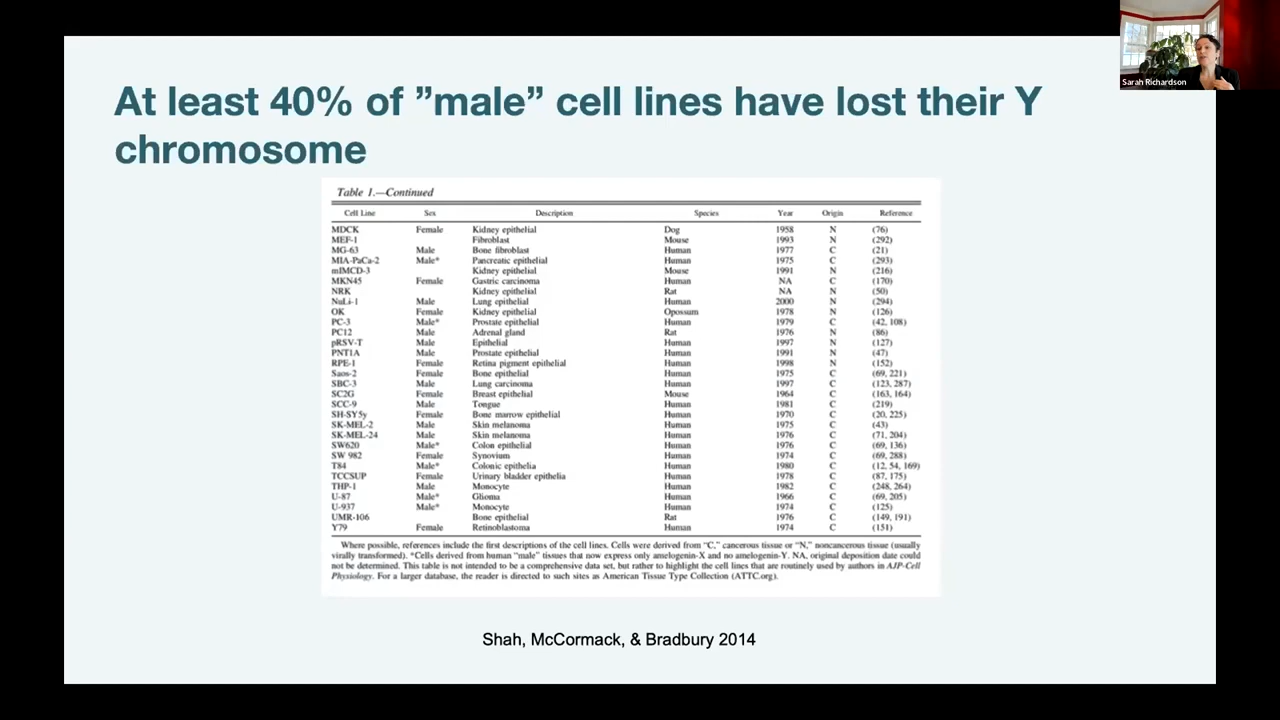 At least 40% of ”male” cell lines have lost their Y
chromosome
Table 1.—Continued
Cell Line Sex Description Species Year Origin Reference
MDCK Female Kidney epithelial Dog 1958 N (76)
MEF-1 Fibroblast Mouse 1993 N (292)
MG-63 Male Bone fibroblast Human 1977 C (21)
MIA-PaCa-2 Male* Pancreatic epithelial Human 1975 C (293)
mIMCD-3 Kidney epithelial Mouse 1991 N (216)
MKN45 Female Gastric carcinoma Human NA C (170)
NRK Kidney epithelial Rat NA N (50)
NuLi-1 Male Lung epithelial Human 2000 N (294)
OK Female Kidney epithelial Opossum 1978 N (126)
PC-3 Male* Prostate epithelial Human 1979 C (42, 108)
PC12 Male Adrenal gland Rat 1976 N (86)
pRSV-T Male Epithelial Human 1997 N (127)
PNT1A Male Prostate epithelial Human 1991 N (47)
RPE-1 Female Retina pigment epithelial Human 1998 N (152)
Saos-2 Female Bone epithelial Human 1975 C (69, 221)
SBC-3 Male Lung carcinoma Human 1997 C (123, 287)
SC2G Female Breast epithelial Mouse 1964 C (163, 164)
SCC-9 Male Tongue Human 1981 C (219)
SH-SY5y Female Bone marrow epithelial Human 1970 C (20, 225)
SK-MEL-2 Male Skin melanoma Human 1975 C (43)
SK-MEL-24 Male Skin melanoma Human 1976 C (71, 204)
SW620 Male* Colon epithelial Human 1976 C (69, 136)
SW 982 Female Synovium Human 1974 C (69, 288)
T84 Male* Colonic epithelia Human 1980 C (12, 54, 169)
TCCSUP Female Urinary bladder epithelia Human 1978 C (87, 175)
THP-1 Male Monocyte Human 1982 C (248, 264)
U-87 Male* Glioma Human 1966 C (69, 205)
U-937 Male* Monocyte Human 1974 C (125)
UMR-106 Bone epithelial Rat 1976 C (149, 191)
Y79 Female Retinoblastoma Human 1974 C (151)
Where possible, references include the first descriptions of the cell lines. Cells were derived from “C,” cancerous tissue or “N,” noncancerous tissue (usually
virally transformed). *Cells derived from human “male” tissues that now express only amelogenin-X and no amelogenin-Y. NA, original deposition date could
not be determined. This table is not intended to be a comprehensive data set, but rather to highlight the cell lines that are routinely used by authors in AJP-Cell
Physiology. For a larger database, the reader is directed to such sites as American Tissue Type Collection (ATTC.org).
Shah, McCormack, & Bradbury 2014
Sarah Richardson